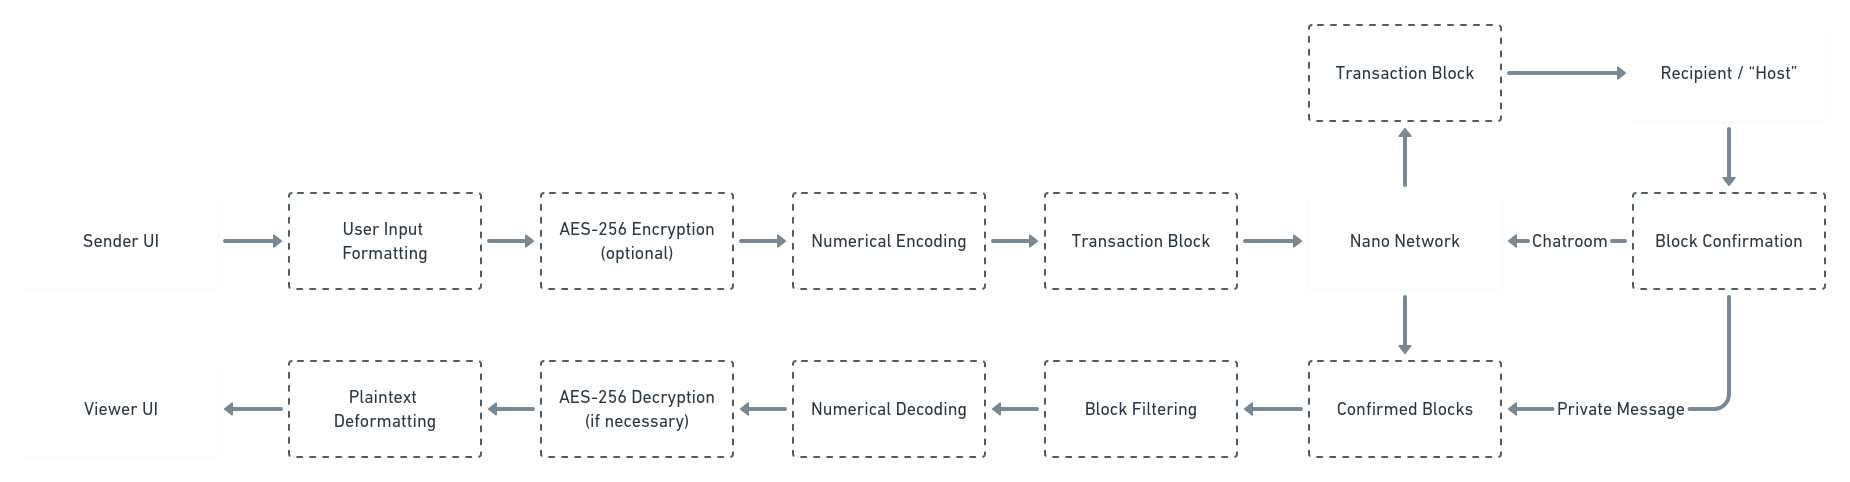 Transaction Block
Recipient / “Host”
Sender UI
User Input
Formatting
AES-256 Encryption
(optional)
Numerical Encoding
Transaction Block
Nano Network
Chatroom
Block Confirmation
Viewer UI
Plaintext
Deformatting
AES-256 Decryption
(if necessary)
Numerical Decoding
Block Filtering
Confirmed Blocks
Private Message